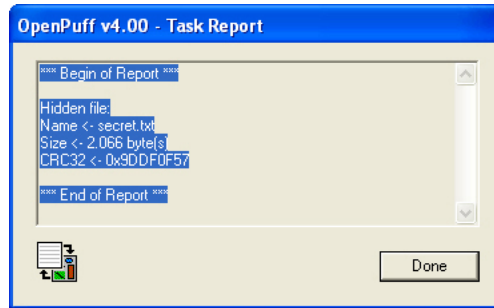 OpenPuff v4.00 - Task Report
*** Begin of Report ***
Hidden file:
Name <- secret.txt
Size <- 2.066 byte(s)
CRC32 <- 0x9DDF0F57
*** End of Report ***
Done